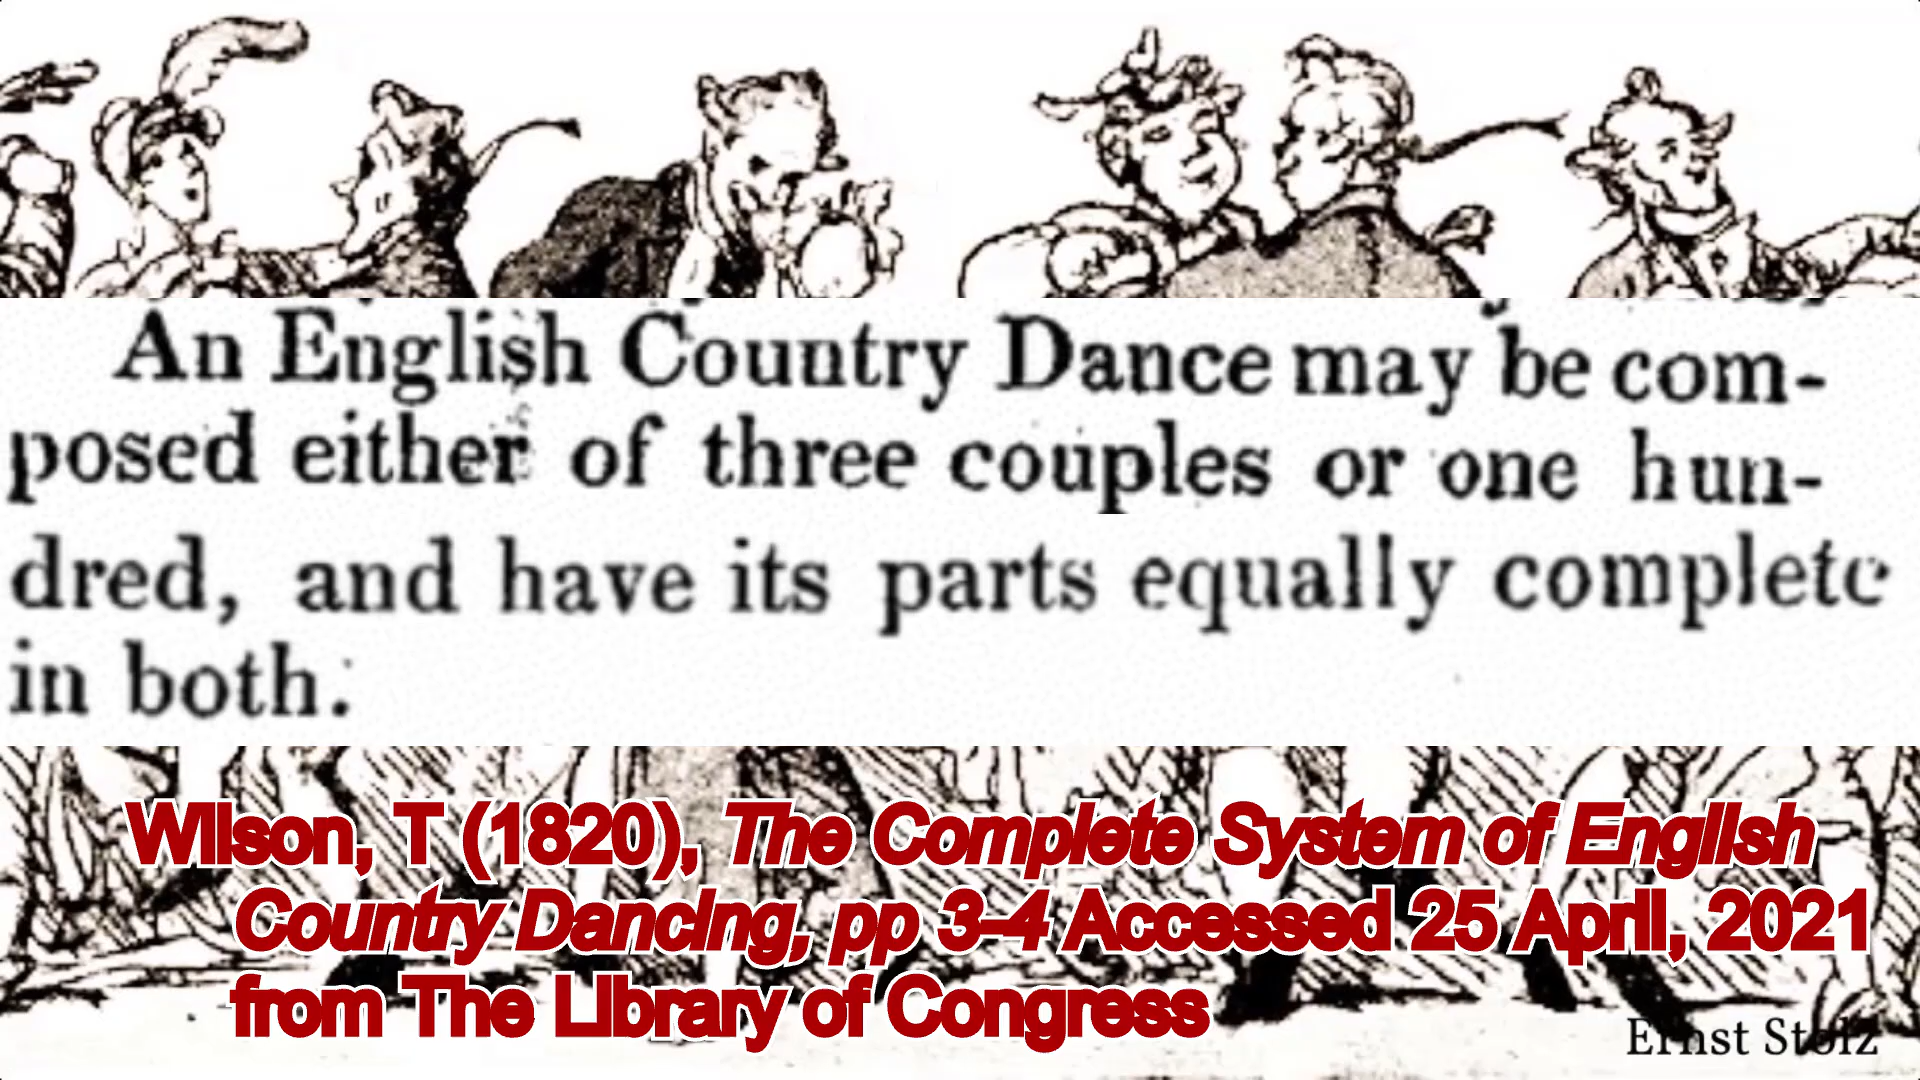 An English Country Dance may be com-
posed either of three couples or one hun-
dred, and have its parts equally complete
in both.
Wilson, T (1820), The Complete System of English
Country Dancing, pp 3-4 Accessed 25 April, 2021
from The Library of Congress
Ernst Stolz